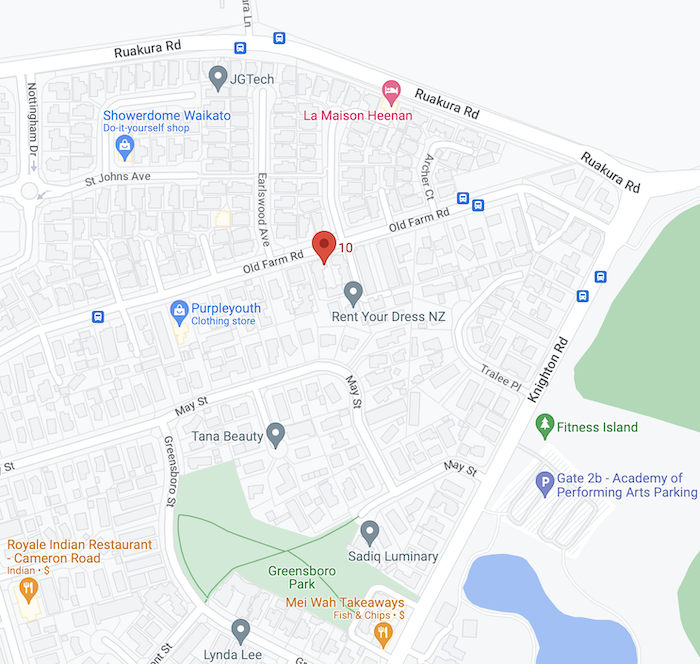 ara Ln
Ruakura Rd
JGTech
La Maison Heenan
Ruakura Rd
Showerdome Waikato
Do-it-yourself shop
Nottingham Dr
St Johns Ave
Earlswood Ave
Archer Ct
Ruakura Rd
Old Farm Rd
10
Old Farm Rd
Purpleyouth
Clothing store
Rent Your Dress NZ
Knighton Rd
Tralee Pl
May St
May St
Tana Beauty
Fitness Island
Greensboro St
y St
May St
P
Gate 2b - Academy of
Performing Arts Parking
Royale Indian Restaurant
- Cameron Road
Indian • $
Sadiq Luminary
Greensboro
Park
Mei Wah Takeaways
Fish & Chips • $
Lynda Lee
ont St